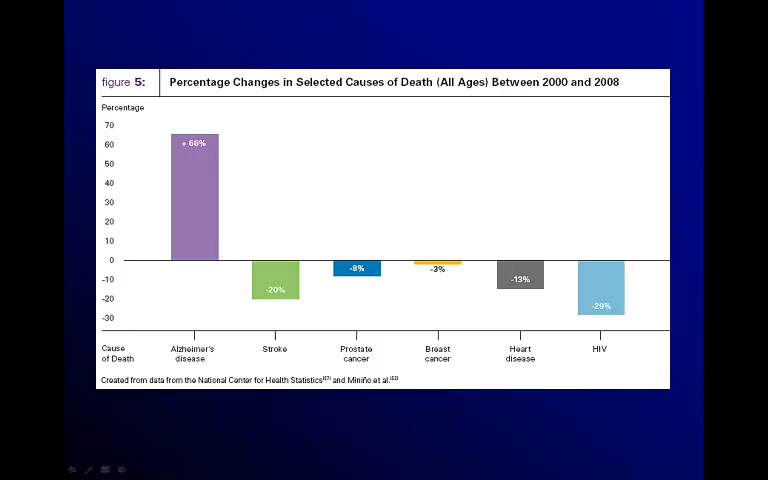 figure 5:
Percentage Changes in Selected Causes of Death (All Ages) Between 2000 and 2008
Percentage
70
60
50
40
30
20
10
0
-10
-20
-30
+ 66%
-20%
-8%
-3%
-13%
-29%
Cause
of Death
Alzheimer's
disease
Stroke
Prostate
cancer
Breast
cancer
Heart
disease
HIV
Created from data from the National Center for Health Statistics and Miniño et al.